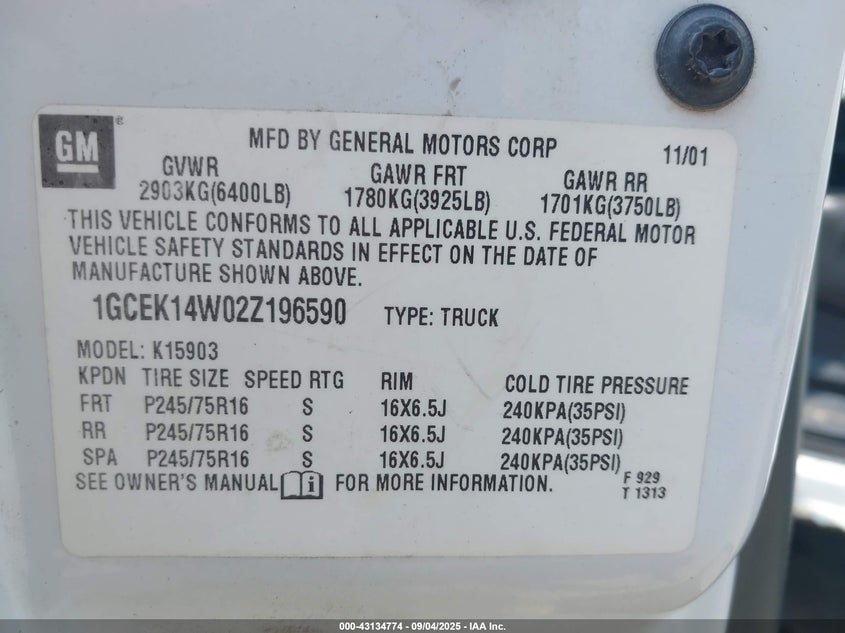 GM ®
MFD BY GENERAL MOTORS CORP 11/01
GVWR GAWR FRT GAWR RR
2903KG(6400LB) 1780KG(3925LB) 1701KG(3750LB)
THIS VEHICLE CONFORMS TO ALL APPLICABLE U.S. FEDERAL MOTOR
VEHICLE SAFETY STANDARDS IN EFFECT ON THE DATE OF
MANUFACTURE SHOWN ABOVE.
1GCEK14W02Z196590 TYPE: TRUCK
MODEL: K15903
KPDN TIRE SIZE SPEED RTG RIM COLD TIRE PRESSURE
FRT P245/75R16 S 16X6.5J 240KPA(35PSI)
RR P245/75R16 S 16X6.5J 240KPA(35PSI)
SPA P245/75R16 S 16X6.5J 240KPA(35PSI)
SEE OWNER'S MANUAL i FOR MORE INFORMATION.
F 929
T 1313
000-43134774 - 09/04/2025 - IAA Inc.